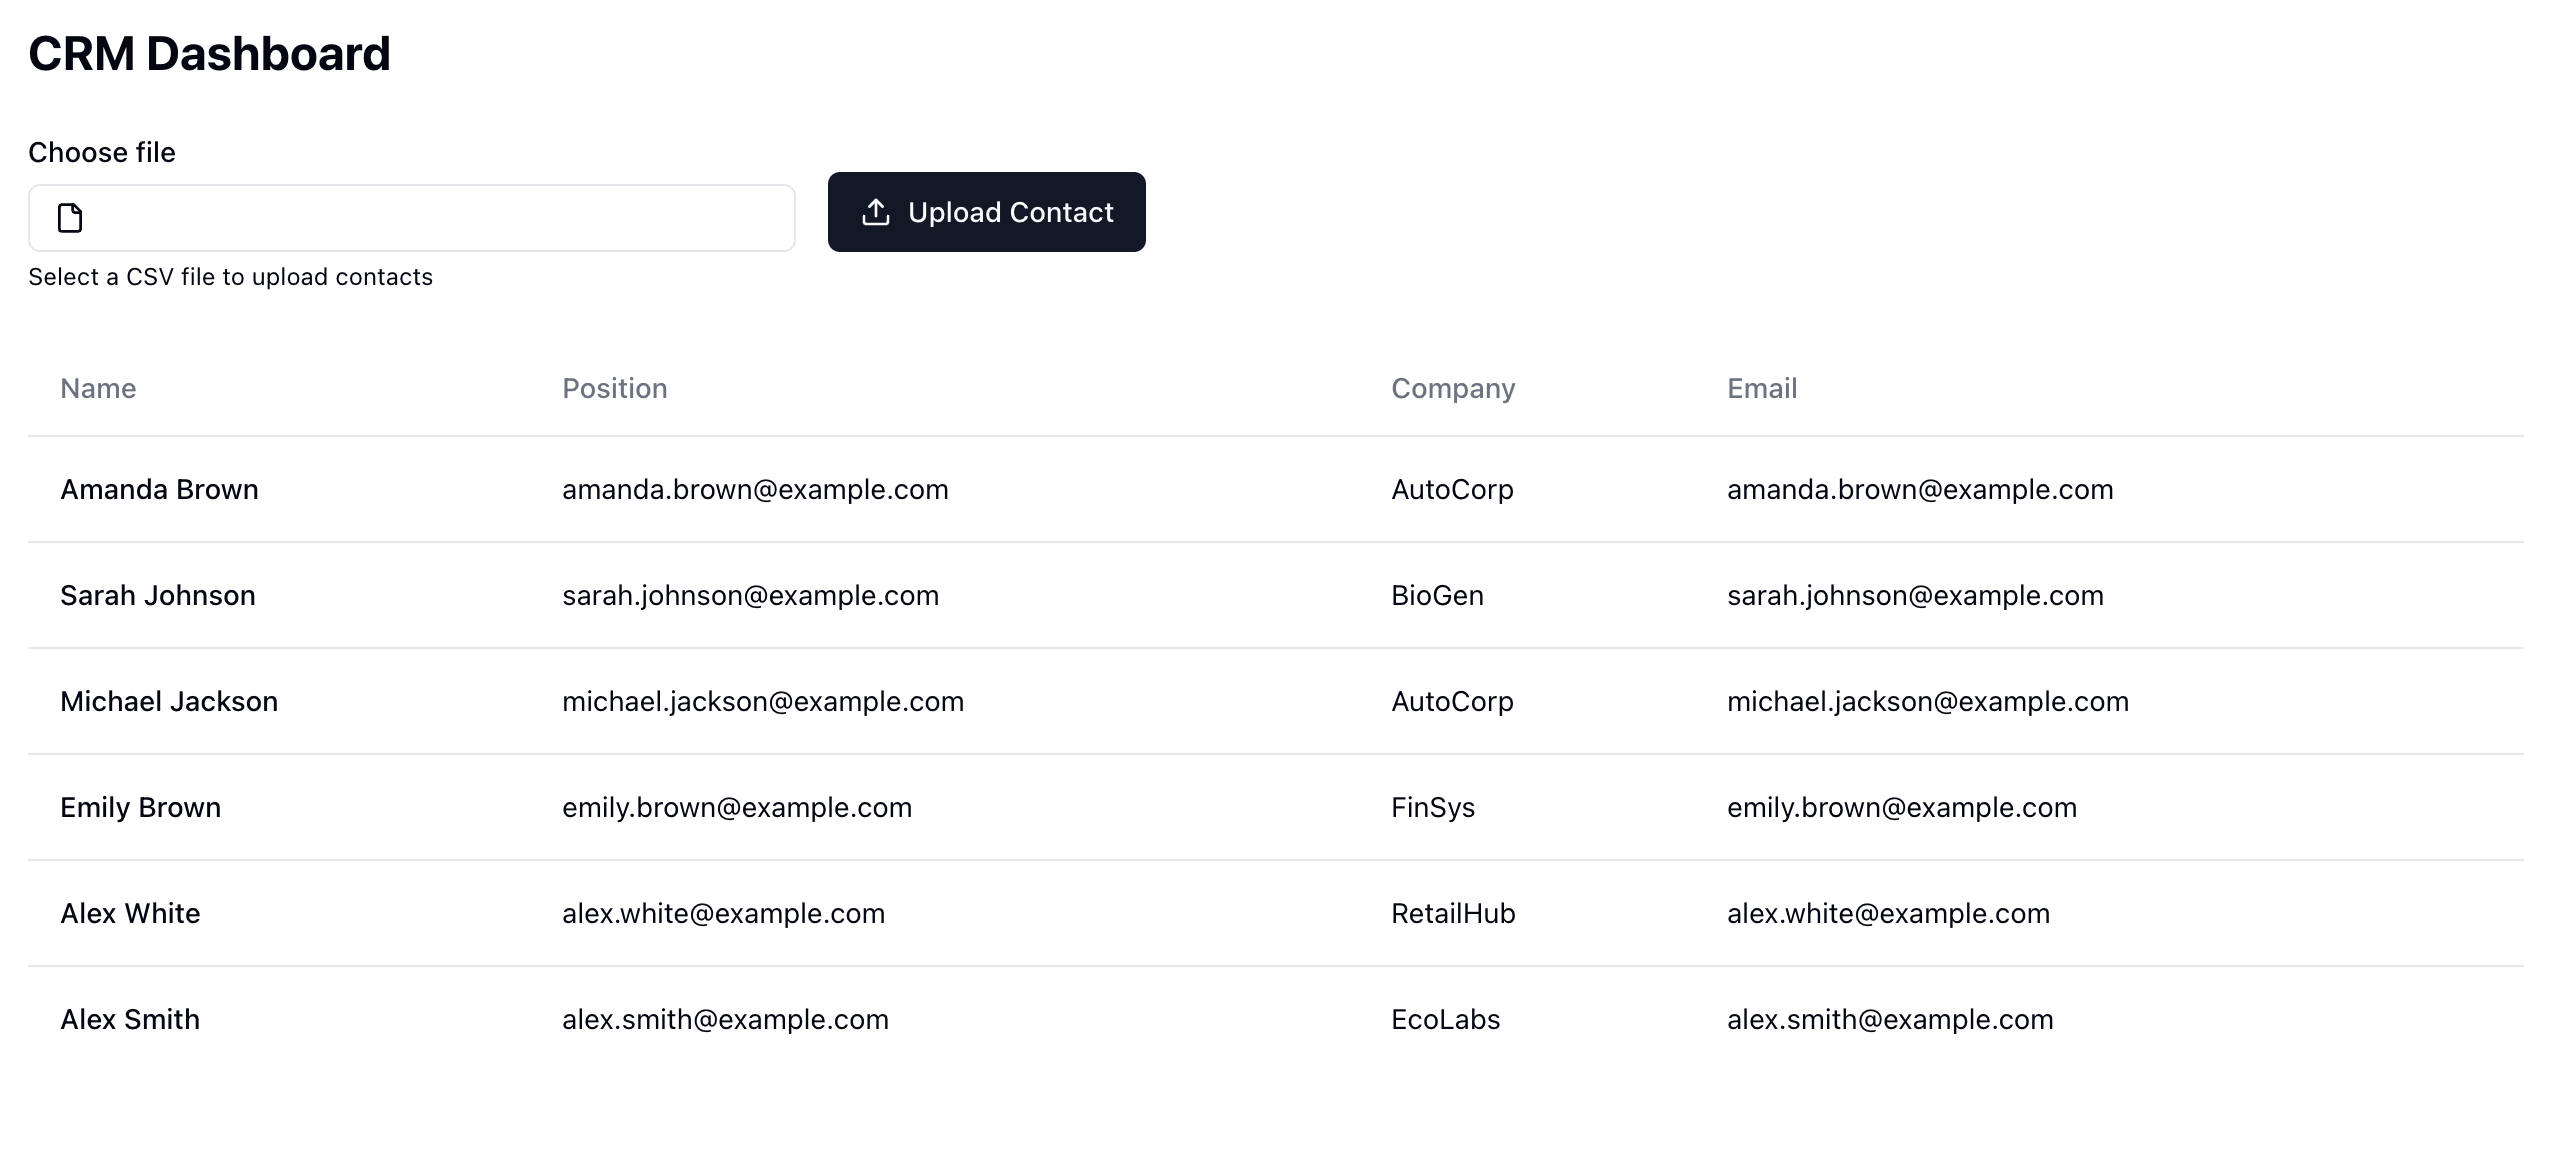 CRM Dashboard
Choose file
Upload Contact
Select a CSV file to upload contacts
Name Position Company Email
Amanda Brown amanda.brown@example.com AutoCorp amanda.brown@example.com
Sarah Johnson sarah.johnson@example.com BioGen sarah.johnson@example.com
Michael Jackson michael.jackson@example.com AutoCorp michael.jackson@example.com
Emily Brown emily.brown@example.com FinSys emily.brown@example.com
Alex White alex.white@example.com RetailHub alex.white@example.com
Alex Smith alex.smith@example.com EcoLabs alex.smith@example.com